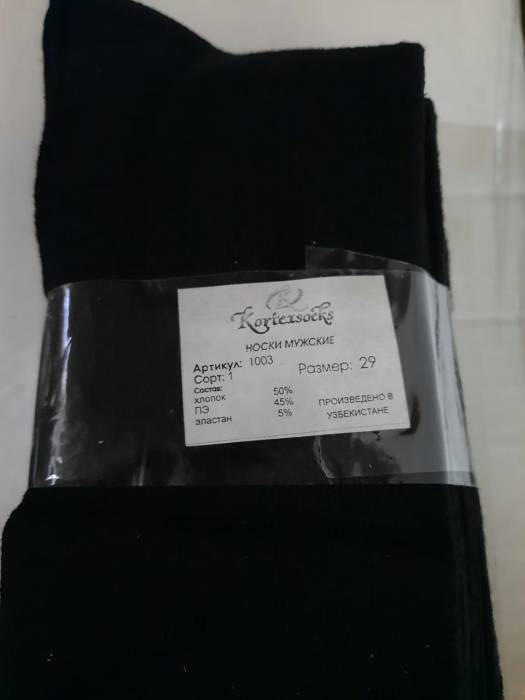 K
Kortexsocks
НОСКИ МУЖСКИЕ
Артикул: 1003
Сорт: 1
Размер: 29
Состав:
хлопок 50%
ПЭ 45%
эластан 5%
ПРОИЗВЕДЕНО В
УЗБЕКИСТАНЕ